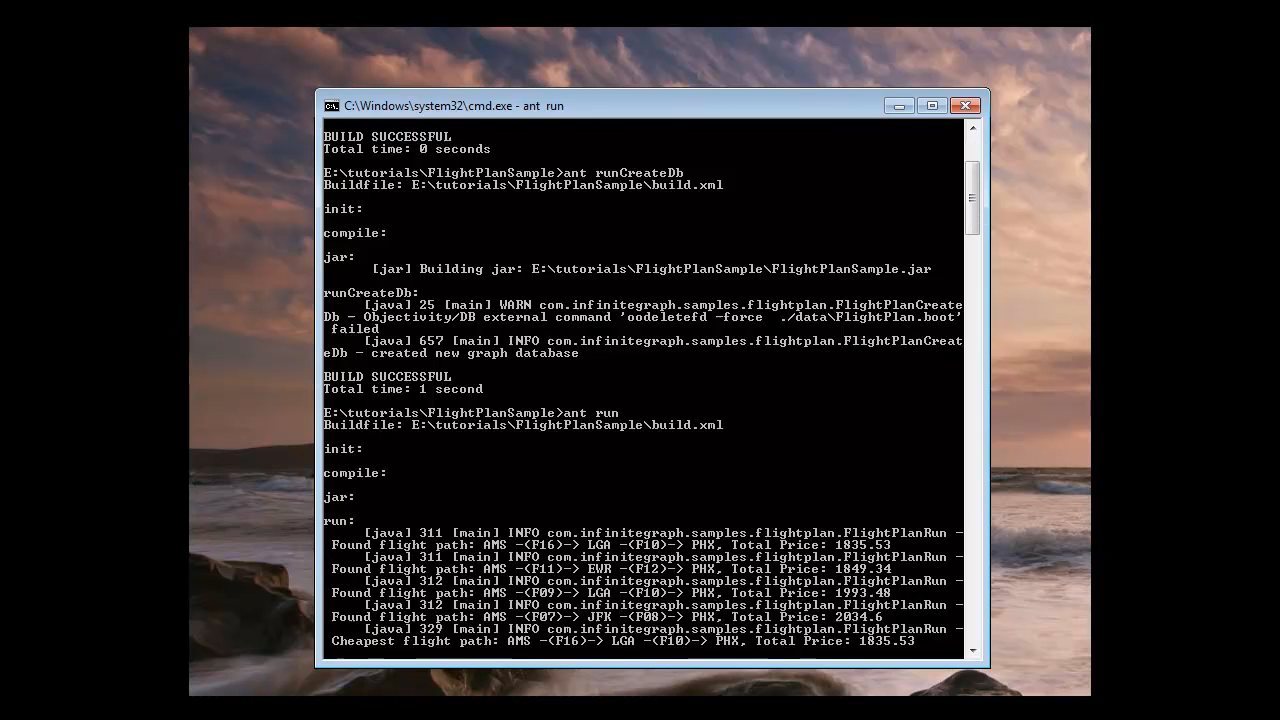 C:\Windows\system32\cmd.exe - ant run
BUILD SUCCESSFUL
Total time: 0 seconds
E:\tutorials\FlightPlanSample>ant runCreateDb
Buildfile: E:\tutorials\FlightPlanSample\build.xml
init:
compile:
jar:
[jar] Building jar: E:\tutorials\FlightPlanSample\FlightPlanSample.jar
runCreateDb:
[java] 25 [main] WARN com.infinitegraph.samples.flightplan.FlightPlanCreate
Db - Objectivity/DB external command 'oodeletefd -force  ./data\FlightPlan.boot'
failed
[java] 657 [main] INFO com.infinitegraph.samples.flightplan.FlightPlanCreat
eDb - created new graph database
BUILD SUCCESSFUL
Total time: 1 second
E:\tutorials\FlightPlanSample>ant run
Buildfile: E:\tutorials\FlightPlanSample\build.xml
init:
compile:
jar:
run:
[java] 311 [main] INFO com.infinitegraph.samples.flightplan.FlightPlanRun -
Found flight path: AMS -(F16)-> LGA -(F10)-> PHX, Total Price: 1835.53
[java] 311 [main] INFO com.infinitegraph.samples.flightplan.FlightPlanRun -
Found flight path: AMS -(F11)-> EWR -(F12)-> PHX, Total Price: 1849.34
[java] 312 [main] INFO com.infinitegraph.samples.flightplan.FlightPlanRun -
Found flight path: AMS -(F09)-> LGA -(F10)-> PHX, Total Price: 1993.48
[java] 312 [main] INFO com.infinitegraph.samples.flightplan.FlightPlanRun -
Found flight path: AMS -(F07)-> JFK -(F08)-> PHX, Total Price: 2034.6
[java] 329 [main] INFO com.infinitegraph.samples.flightplan.FlightPlanRun -
Cheapest flight path: AMS -(F16)-> LGA -(F10)-> PHX, Total Price: 1835.53